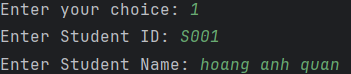 Enter your choice: 1
Enter Student ID: S001
Enter Student Name: hoang anh quan